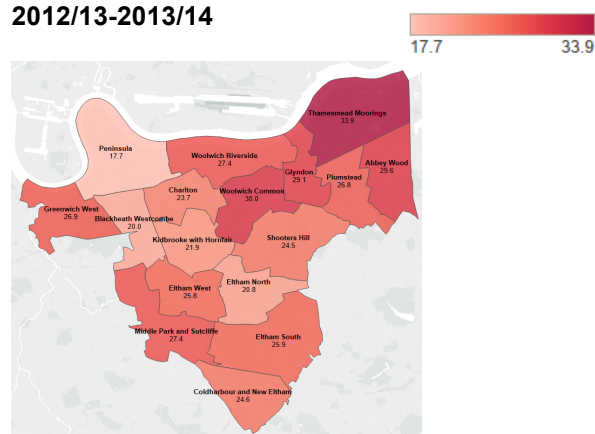 2012/13-2013/14
17.7
33.9
Thamesmead Moorings
33.9
Peninsula
17.7
Woolwich Riverside
27.4
Abbey Wood
29.6
Glyndon
29.1
Plumstead
26.8
Charlton
23.7
Woolwich Common
30.0
Greenwich West
26.9
Blackheath Westcombe
20.0
Kidbrooke with Hornfair
21.9
Shooters Hill
24.5
Eltham West
25.8
Eltham North
20.8
Middle Park and Sutcliffe
27.4
Eltham South
25.9
Coldharbour and New Eltham
24.6